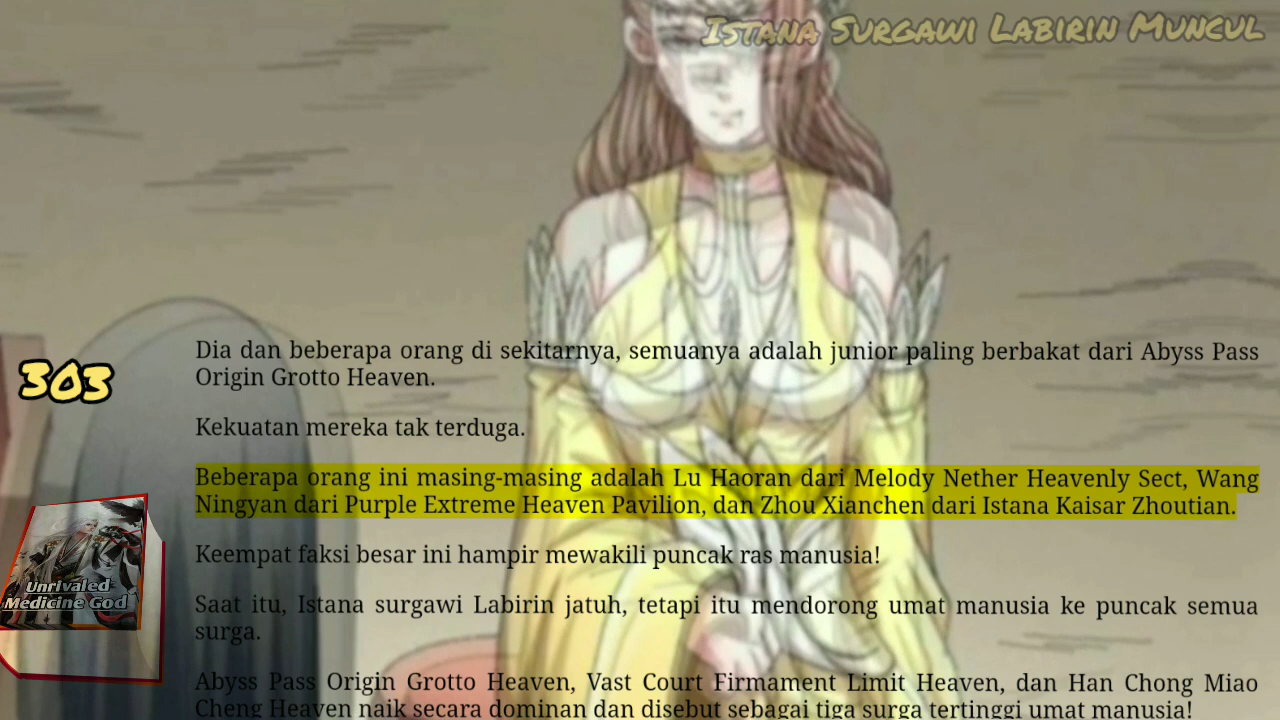 Istana Surgawi Labirin Muncul
Dia dan beberapa orang di sekitarnya, semuanya adalah junior paling berbakat dari Abyss Pass
Origin Grotto Heaven.
303
Kekuatan mereka tak terduga.
Beberapa orang ini masing-masing adalah Lu Haoran dari Melody Nether Heavenly Sect, Wang
Ningyan dari Purple Extreme Heaven Pavilion, dan Zhou Xianchen dari Istana Kaisar Zhoutian.
Keempat faksi besar ini hampir mewakili puncak ras manusia!
Unrivaled
Medicine God
Saat itu, Istana surgawi Labirin jatuh, tetapi itu mendorong umat manusia ke puncak semua
surga.
Abyss Pass Origin Grotto Heaven, Vast Court Firmament Limit Heaven, dan Han Chong Miao
Cheng Heaven naik secara dominan dan disebut sebagai tiga surga tertinggi umat manusia!